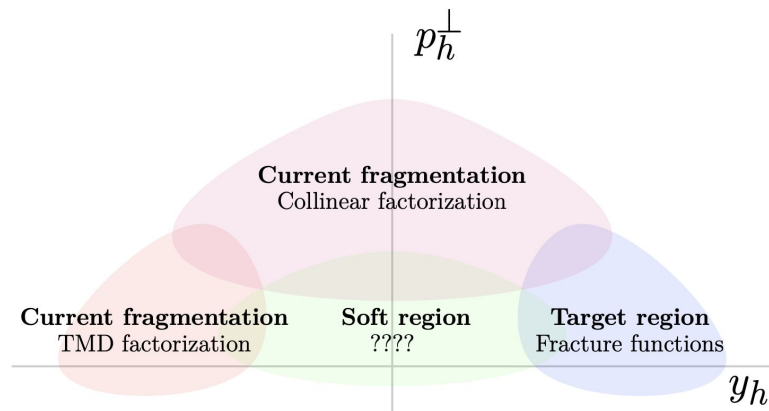 p_h^⊥
Current fragmentation
Collinear factorization
Current fragmentation
TMD factorization
Soft region
????
Target region
Fracture functions
y_h